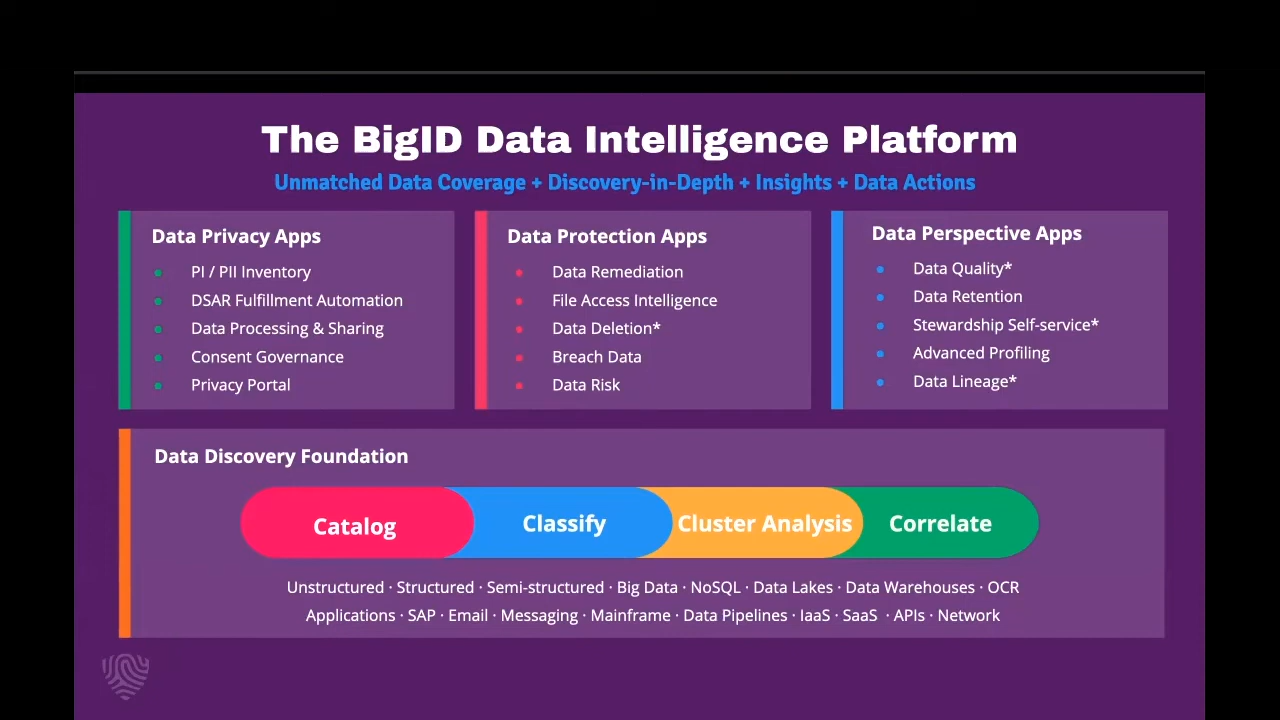 The BigID Data Intelligence Platform
Unmatched Data Coverage + Discovery-in-Depth + Insights + Data Actions
Data Privacy Apps
PI / PII Inventory
DSAR Fulfillment Automation
Data Processing & Sharing
Consent Governance
Privacy Portal
Data Protection Apps
Data Remediation
File Access Intelligence
Data Deletion*
Breach Data
Data Risk
Data Perspective Apps
Data Quality*
Data Retention
Stewardship Self-service*
Advanced Profiling
Data Lineage*
Data Discovery Foundation
Catalog
Classify
Cluster Analysis
Correlate
Unstructured · Structured · Semi-structured · Big Data · NoSQL · Data Lakes · Data Warehouses · OCR
Applications · SAP · Email · Messaging · Mainframe · Data Pipelines · IaaS · SaaS · APIs · Network